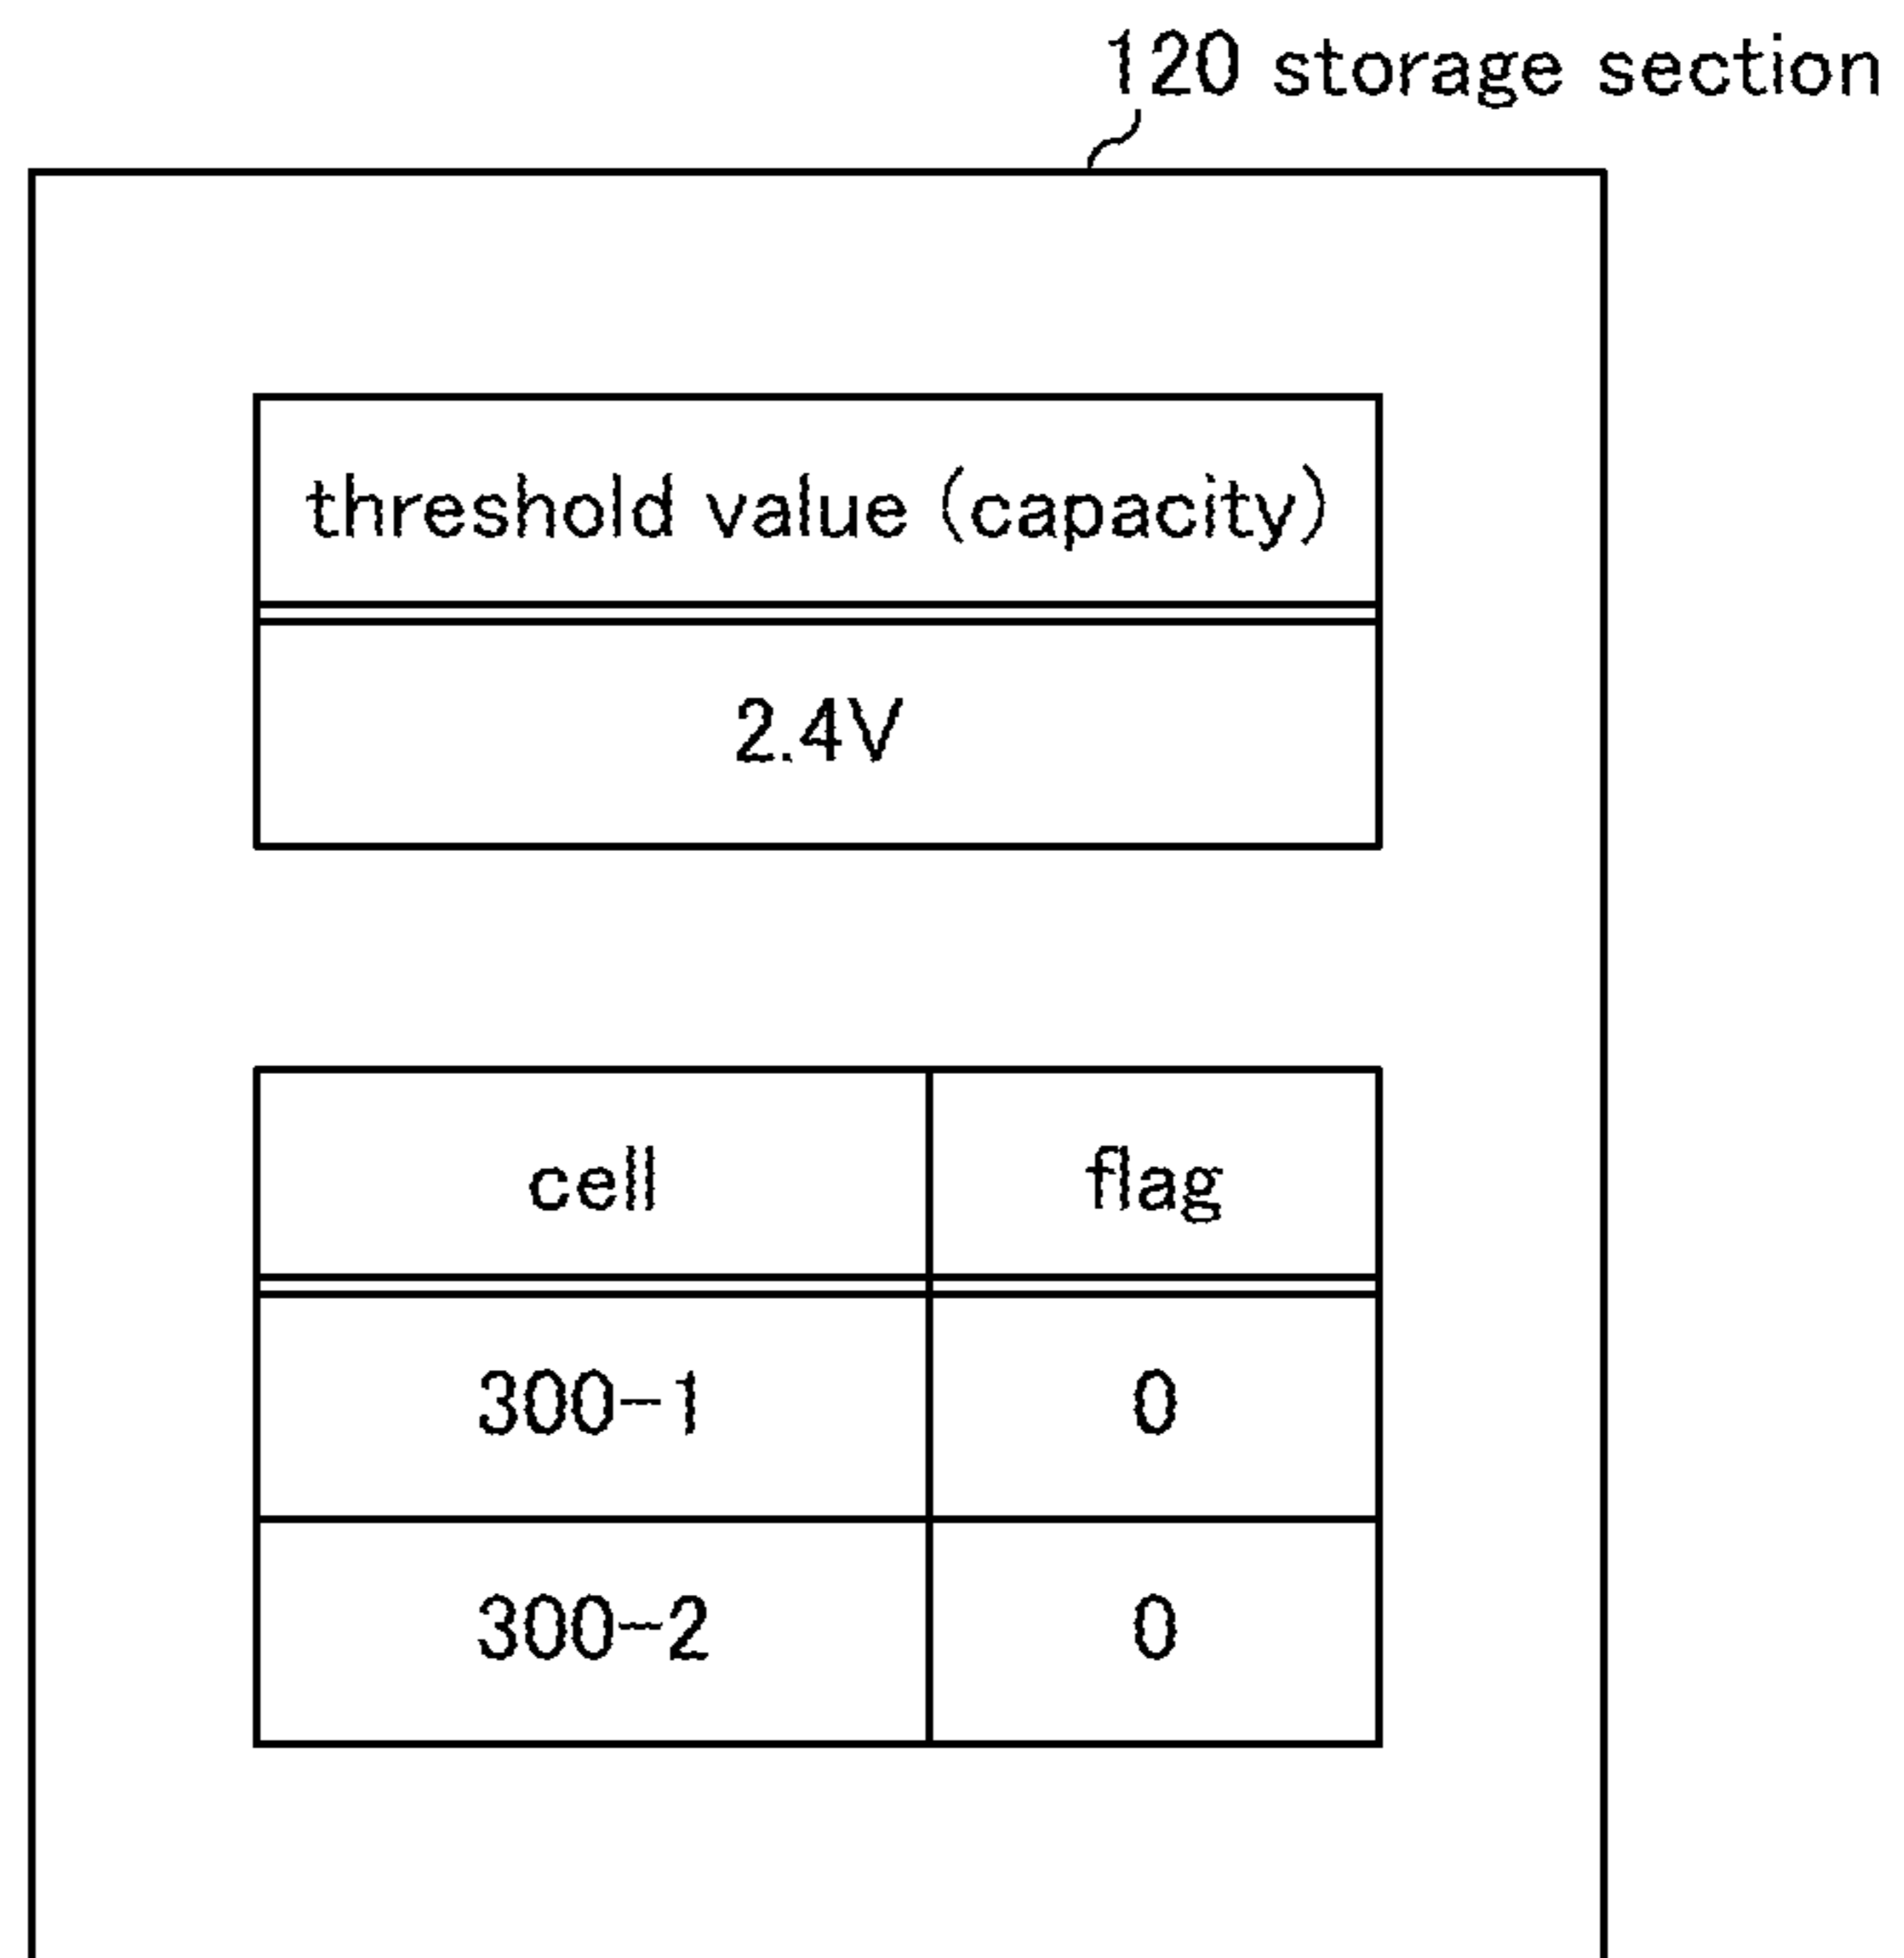 120 storage section
threshold value (capacity)
2.4V
cell flag
300-1 0
300-2 0